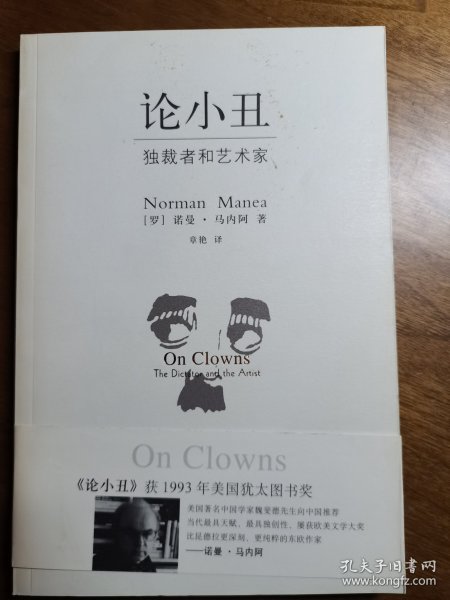 论小丑
独裁者和艺术家
Norman Manea
[罗] 诺曼·马内阿 著
章艳 译
On Clowns
The Dictator and the Artist
On Clowns
《论小丑》获1993年美国犹太图书奖
美国著名中国学家魏斐德先生向中国推荐
当代最具天赋、最具独创性、屡获欧美文学大奖
比昆德拉更深刻、更纯粹的东欧作家
——诺曼·马内阿
孔夫子旧书网
www.kongfz.com